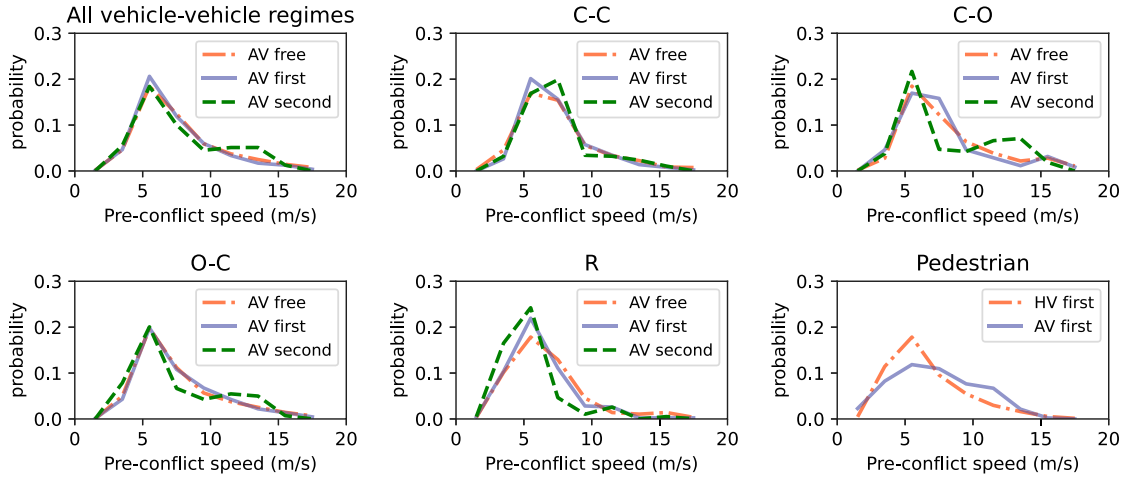 All vehicle-vehicle regimes
probability
0.3
0.2
0.1
0.0
AV free
AV first
AV second
0 5 10 15 20
Pre-conflict speed (m/s)
C-C
probability
0.3
0.2
0.1
0.0
AV free
AV first
AV second
0 5 10 15 20
Pre-conflict speed (m/s)
C-O
probability
0.3
0.2
0.1
0.0
AV free
AV first
AV second
0 5 10 15 20
Pre-conflict speed (m/s)
O-C
probability
0.3
0.2
0.1
0.0
AV free
AV first
AV second
0 5 10 15 20
Pre-conflict speed (m/s)
R
probability
0.3
0.2
0.1
0.0
AV free
AV first
AV second
0 5 10 15 20
Pre-conflict speed (m/s)
Pedestrian
probability
0.3
0.2
0.1
0.0
HV first
AV first
0 5 10 15 20
Pre-conflict speed (m/s)